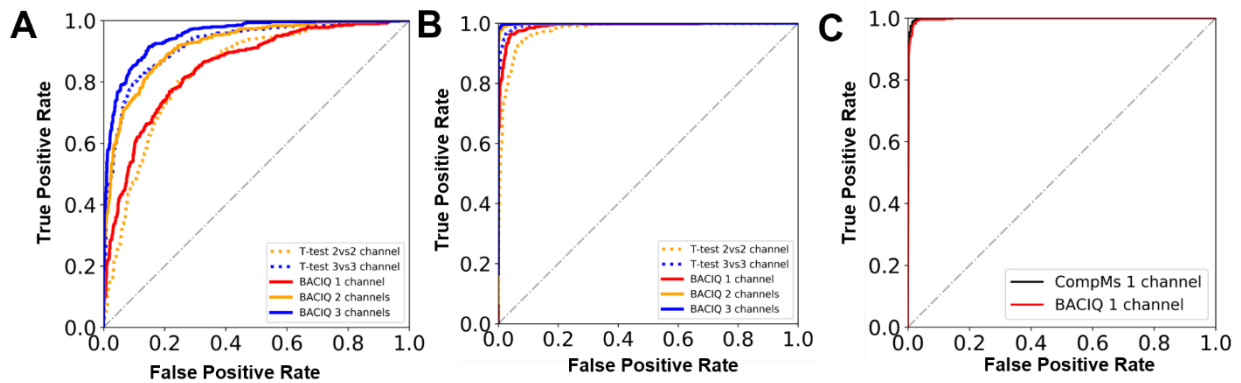 A
True Positive Rate
1.0
0.8
0.6
0.4
0.2
0.0
0.0 0.2 0.4 0.6 0.8 1.0
False Positive Rate
T-test 2vs2 channel
T-test 3vs3 channel
BACIQ 1 channel
BACIQ 2 channels
BACIQ 3 channels
B
True Positive Rate
1.0
0.8
0.6
0.4
0.2
0.0
0.0 0.2 0.4 0.6 0.8 1.0
False Positive Rate
T-test 2vs2 channel
T-test 3vs3 channel
BACIQ 1 channel
BACIQ 2 channels
BACIQ 3 channels
C
True Positive Rate
1.0
0.8
0.6
0.4
0.2
0.0
0.0 0.2 0.4 0.6 0.8 1.0
False Positive Rate
CompMs 1 channel
BACIQ 1 channel